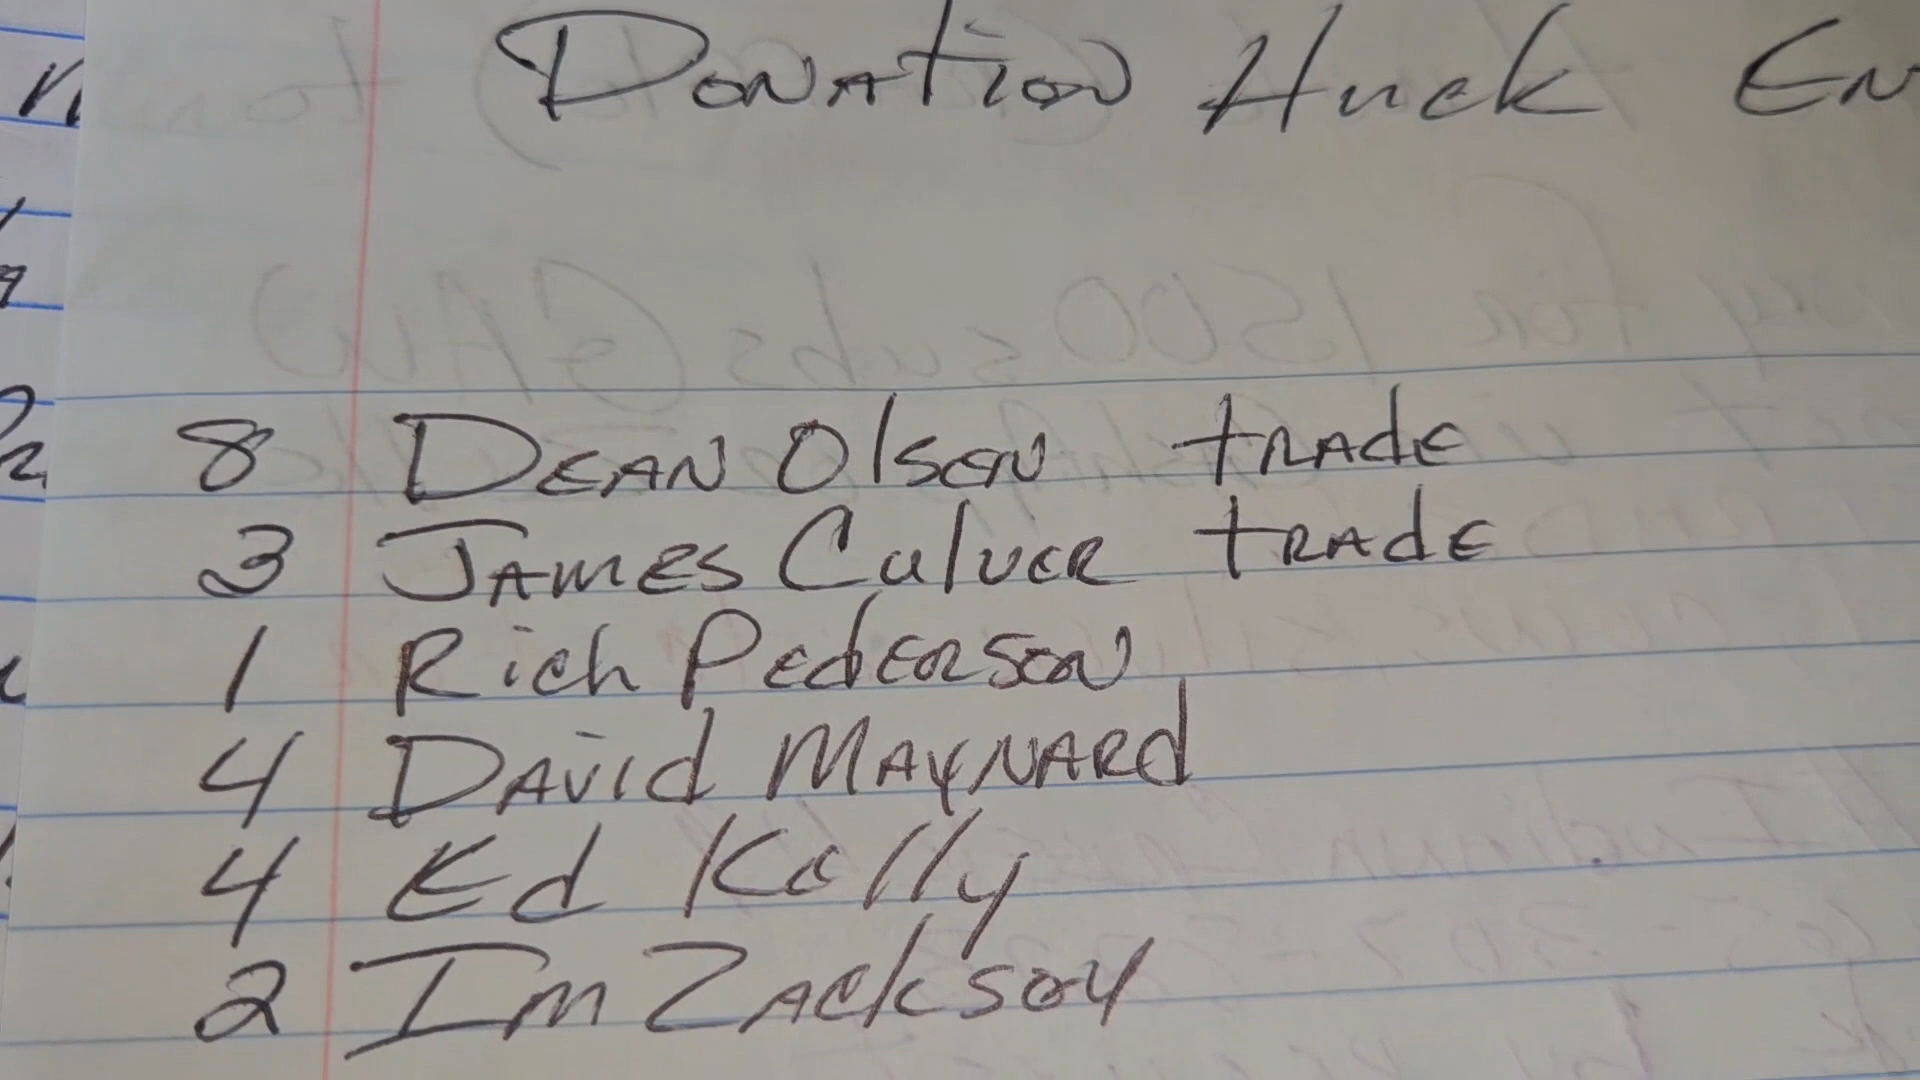 Donation Huck En
8 Dean Olsen trade
3 James Culver trade
1 Rich Pederson
4 David Maynard
4 Ed Kelly
2 Im Zackson